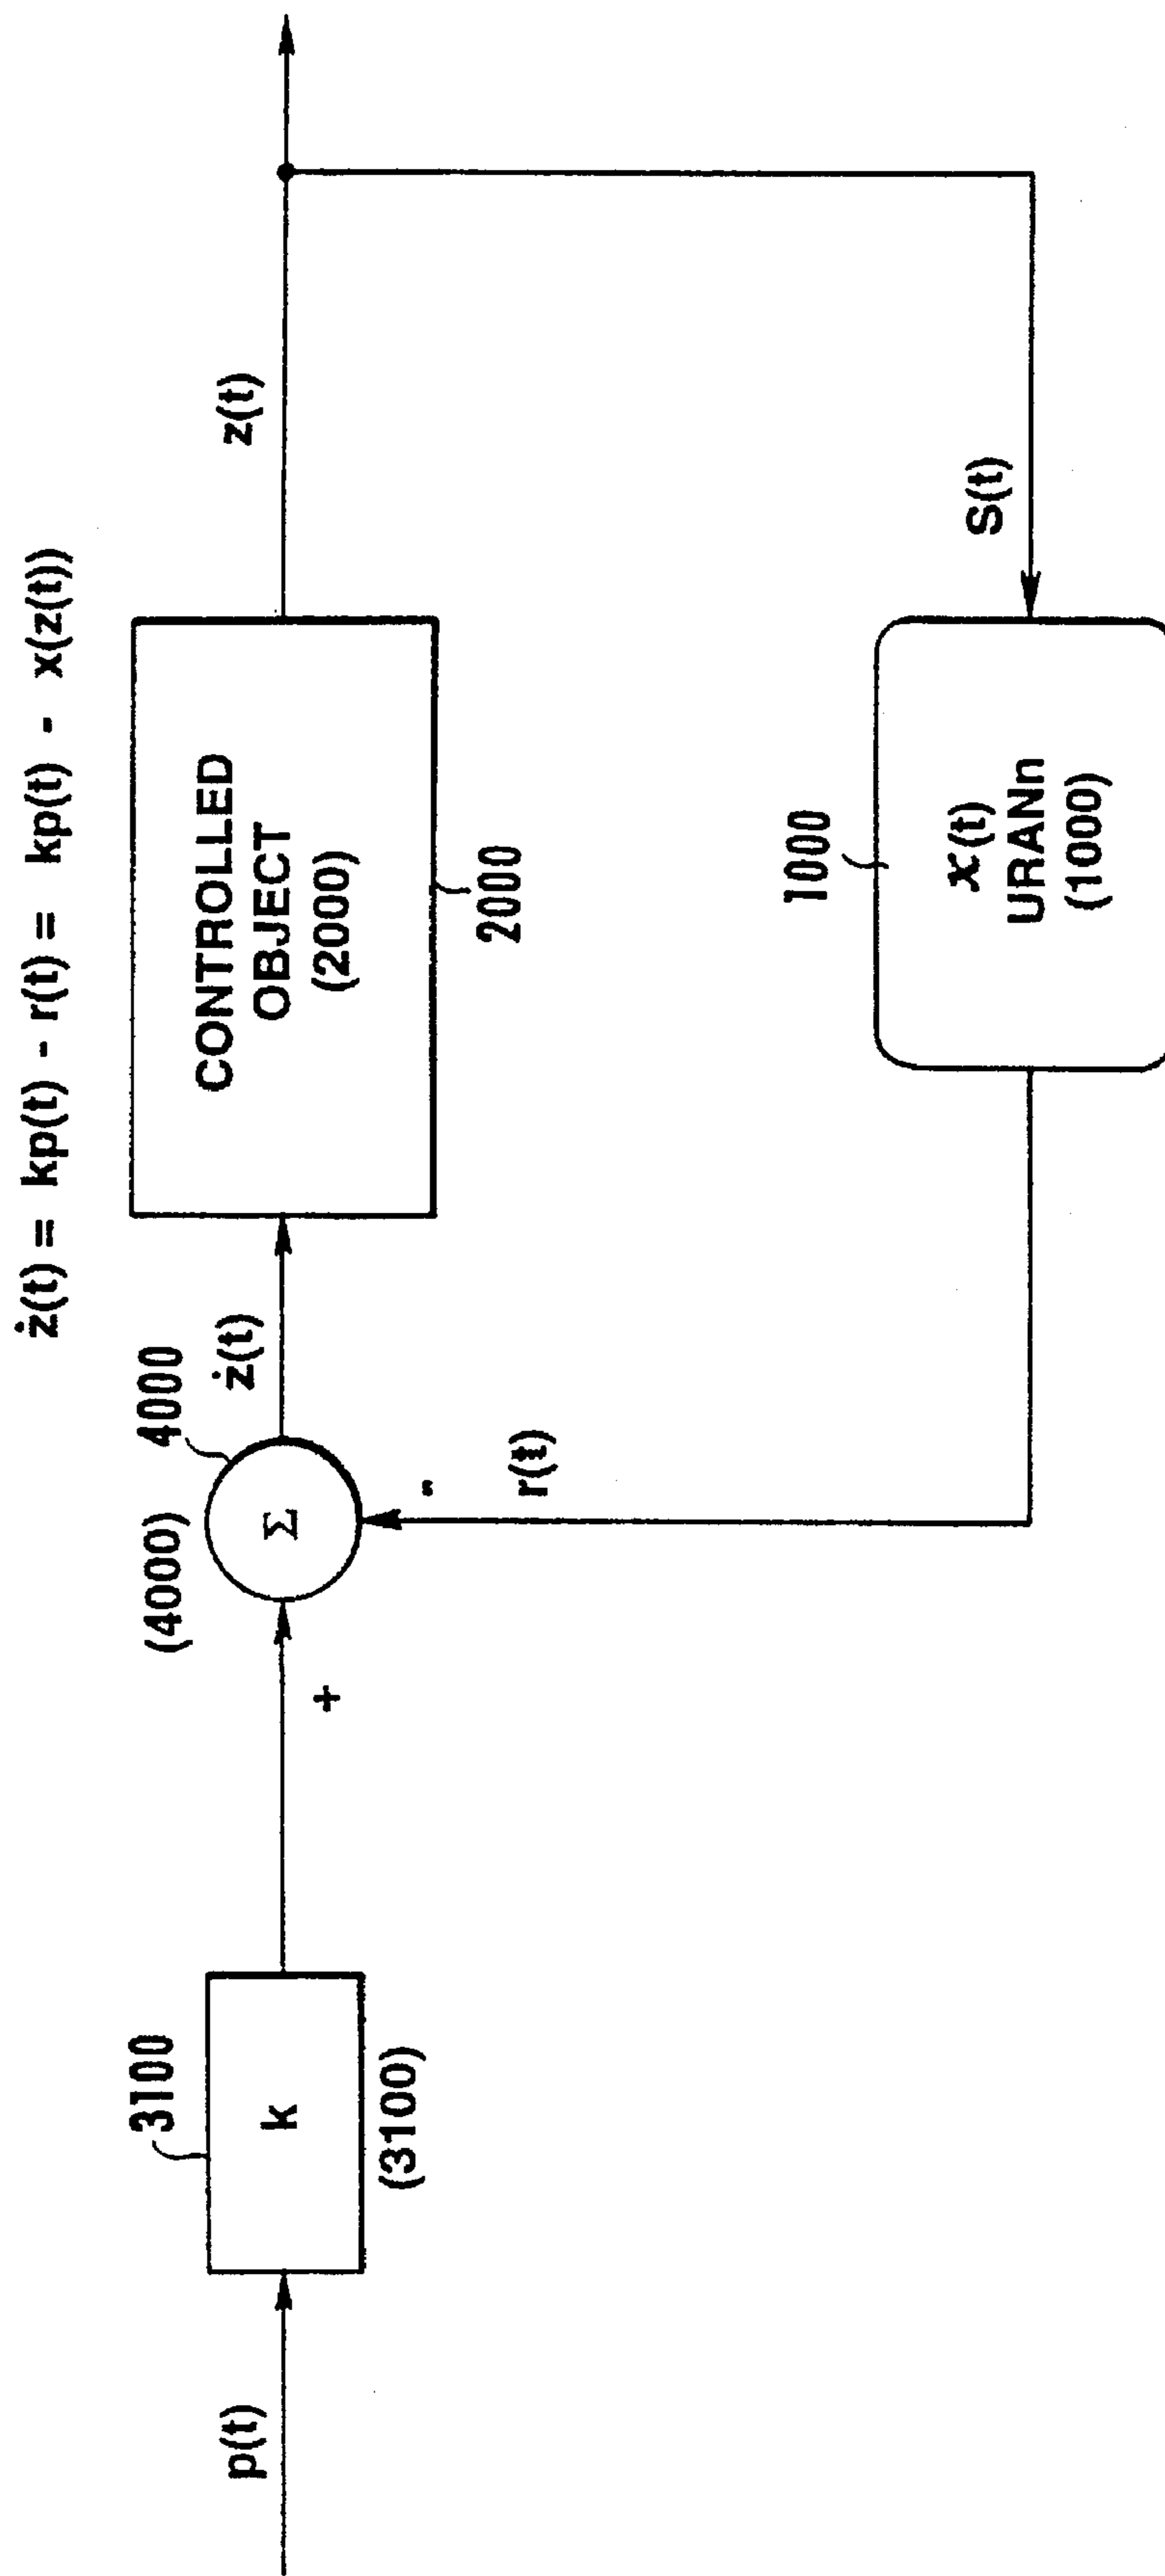 ż(t) = kp(t) - r(t) = kp(t) - x(z(t))
p(t)
3100
k
(3100)
+
(4000)
4000
Σ
-
r(t)
ż(t)
CONTROLLED
OBJECT
(2000)
2000
z(t)
S(t)
1000
x(t)
URANn
(1000)